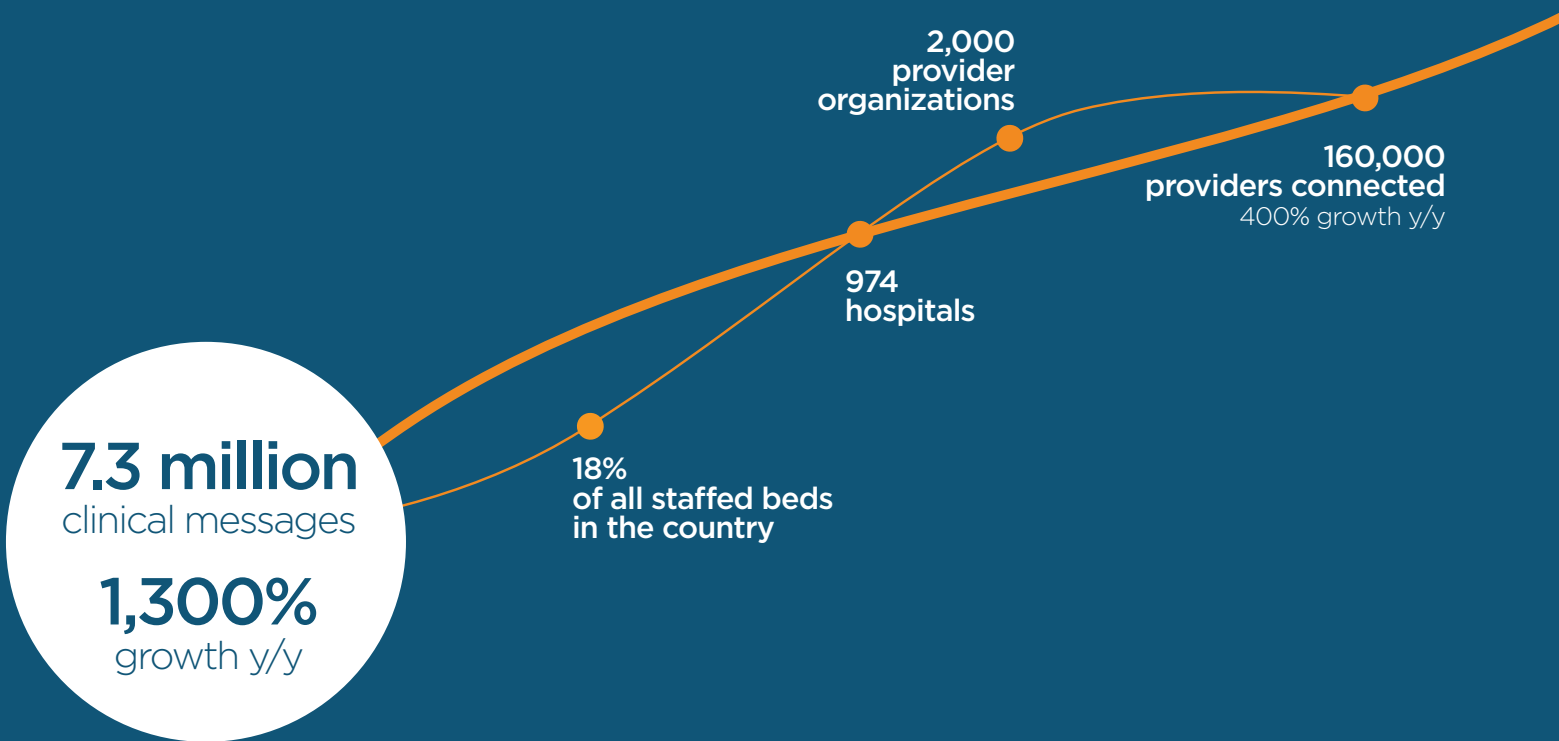 7.3 million
clinical messages
1,300%
growth y/y
18%
of all staffed beds
in the country
974
hospitals
2,000
provider
organizations
160,000
providers connected
400% growth y/y